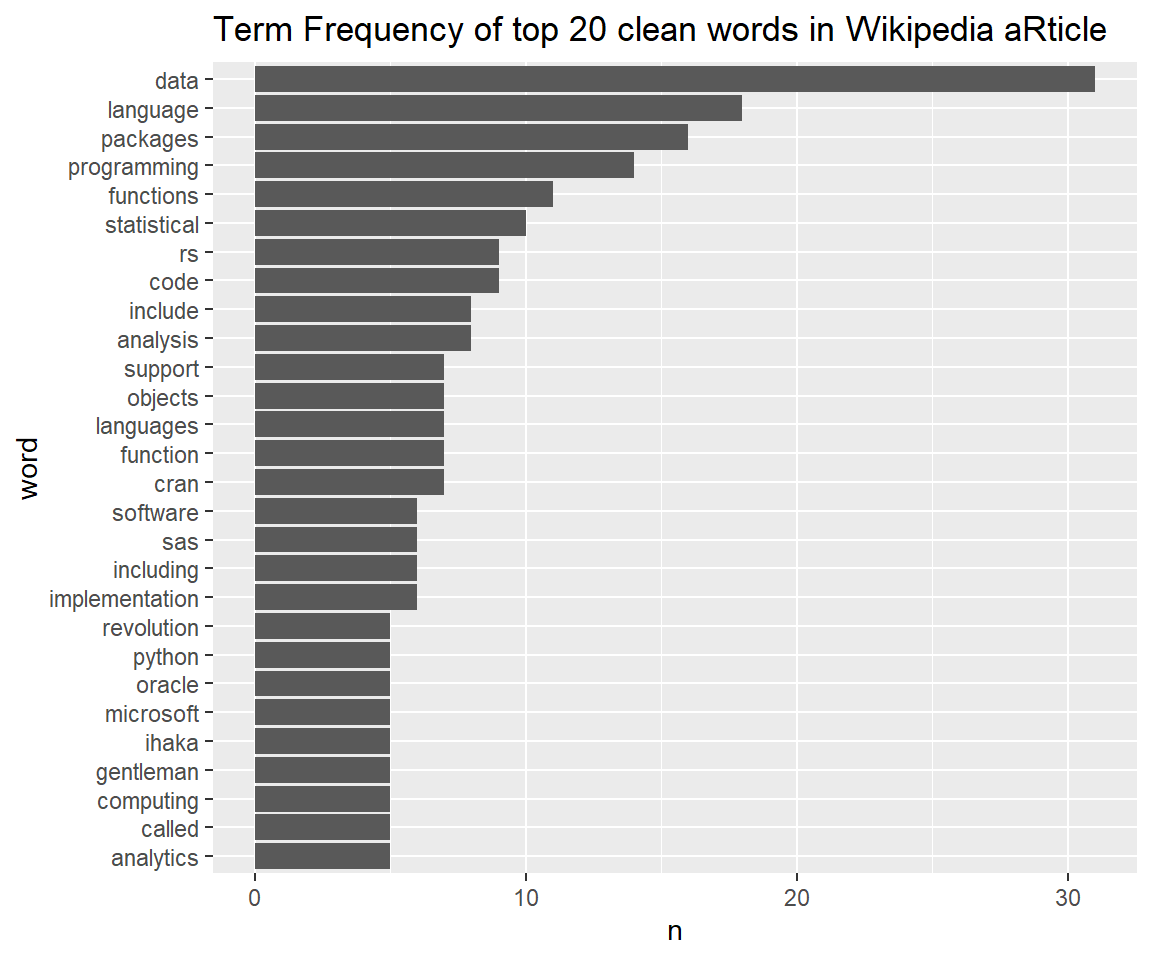 Term Frequency of top 20 clean words in Wikipedia aRticle
data
language
packages
programming
functions
statistical
rs
code
include
analysis
support
objects
languages
function
cran
software
sas
including
implementation
revolution
python
oracle
microsoft
ihaka
gentleman
computing
called
analytics
word
0 10 20 30
n